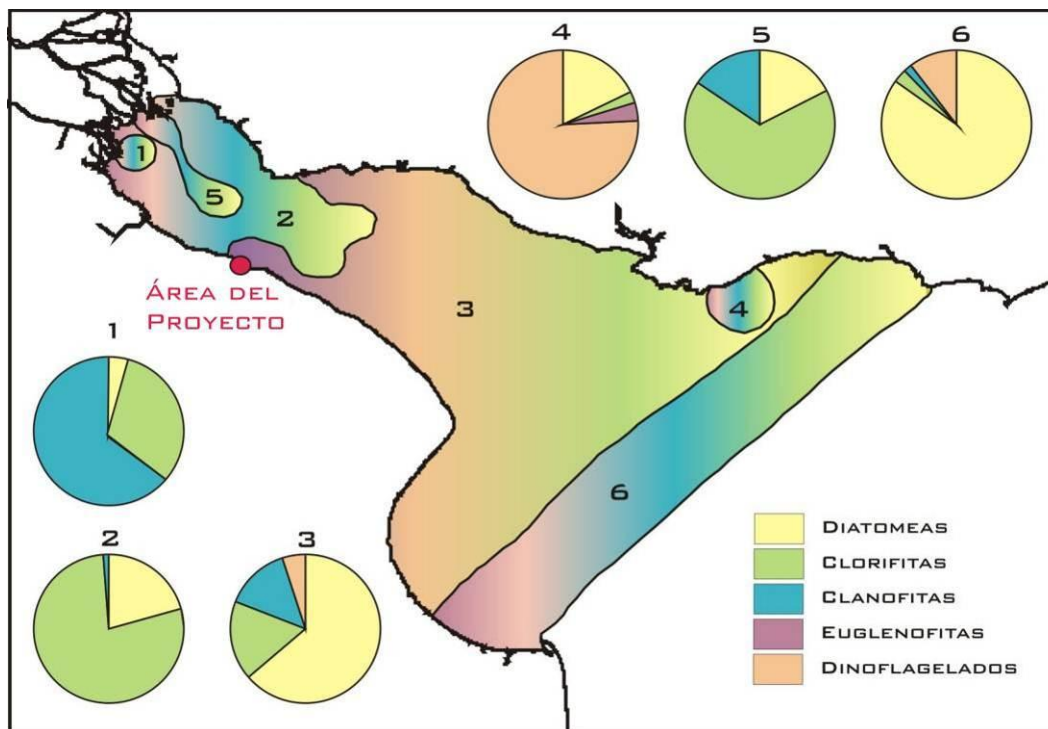 4
5
6
1
5
2
ÁREA DEL
PROYECTO
3
4
1
6
2
3
DIATOMEAS
CLORIFITAS
CLANOFITAS
EUGLENOFITAS
DINOFLAGELADOS